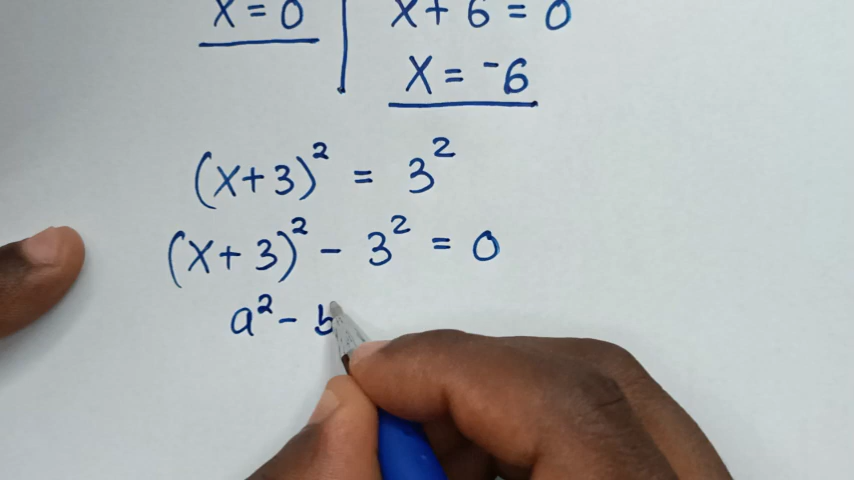 x = 0 | x + 6 = 0
x = ⁻6
(x+3)² = 3²
(x+3)² - 3² = 0
a² - b